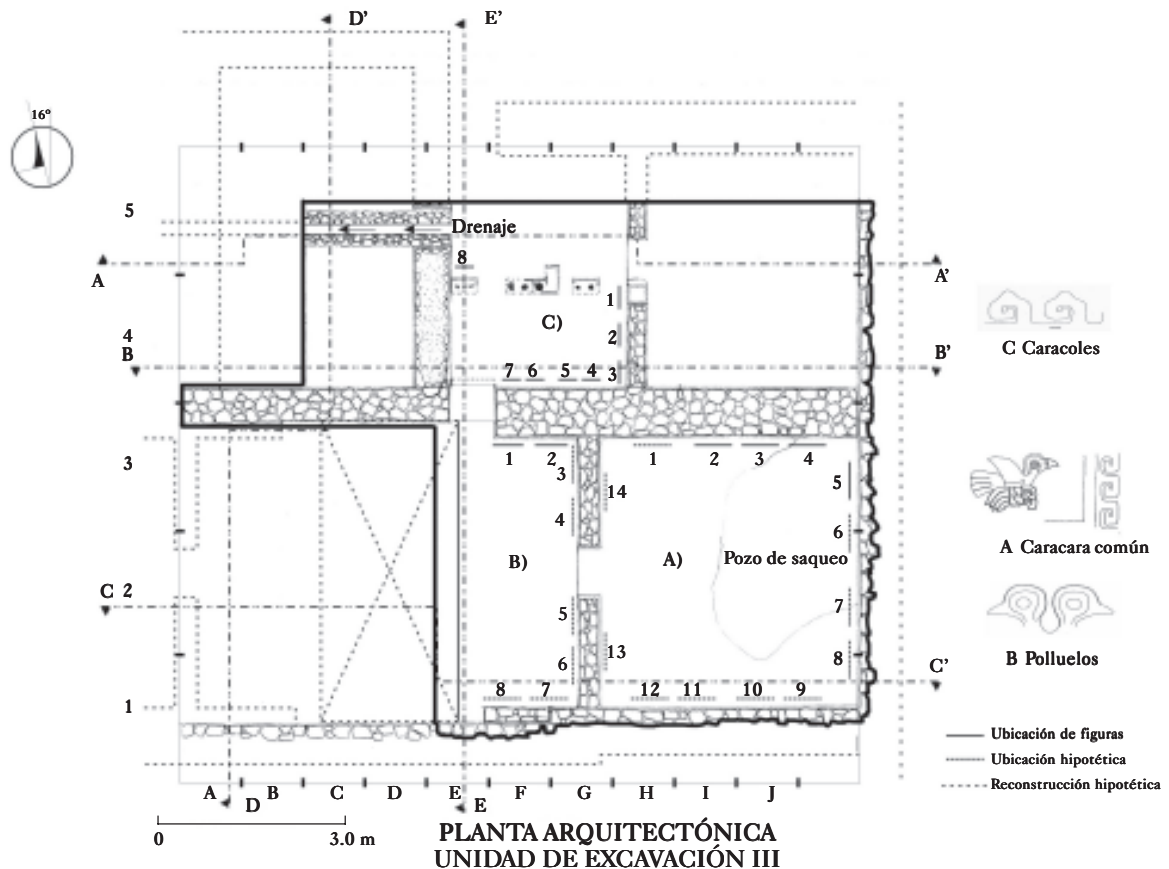 D' E'
16°
5
Drenaje
A A'
8
1
C)
4 2
B B'
7 6 5 4 3
C Caracoles
3
1 2 1 2 3 4
3 14 5
4 6
A Caracara común
B) A) Pozo de saqueo
C 2
5 7
13
6 8
B Polluelos
C'
8 7 12 11 10 9
1
Ubicación de figuras
Ubicación hipotética
Reconstrucción hipotética
A B C D E F G H I J
D E
0 3.0 m
PLANTA ARQUITECTÓNICA
UNIDAD DE EXCAVACIÓN III